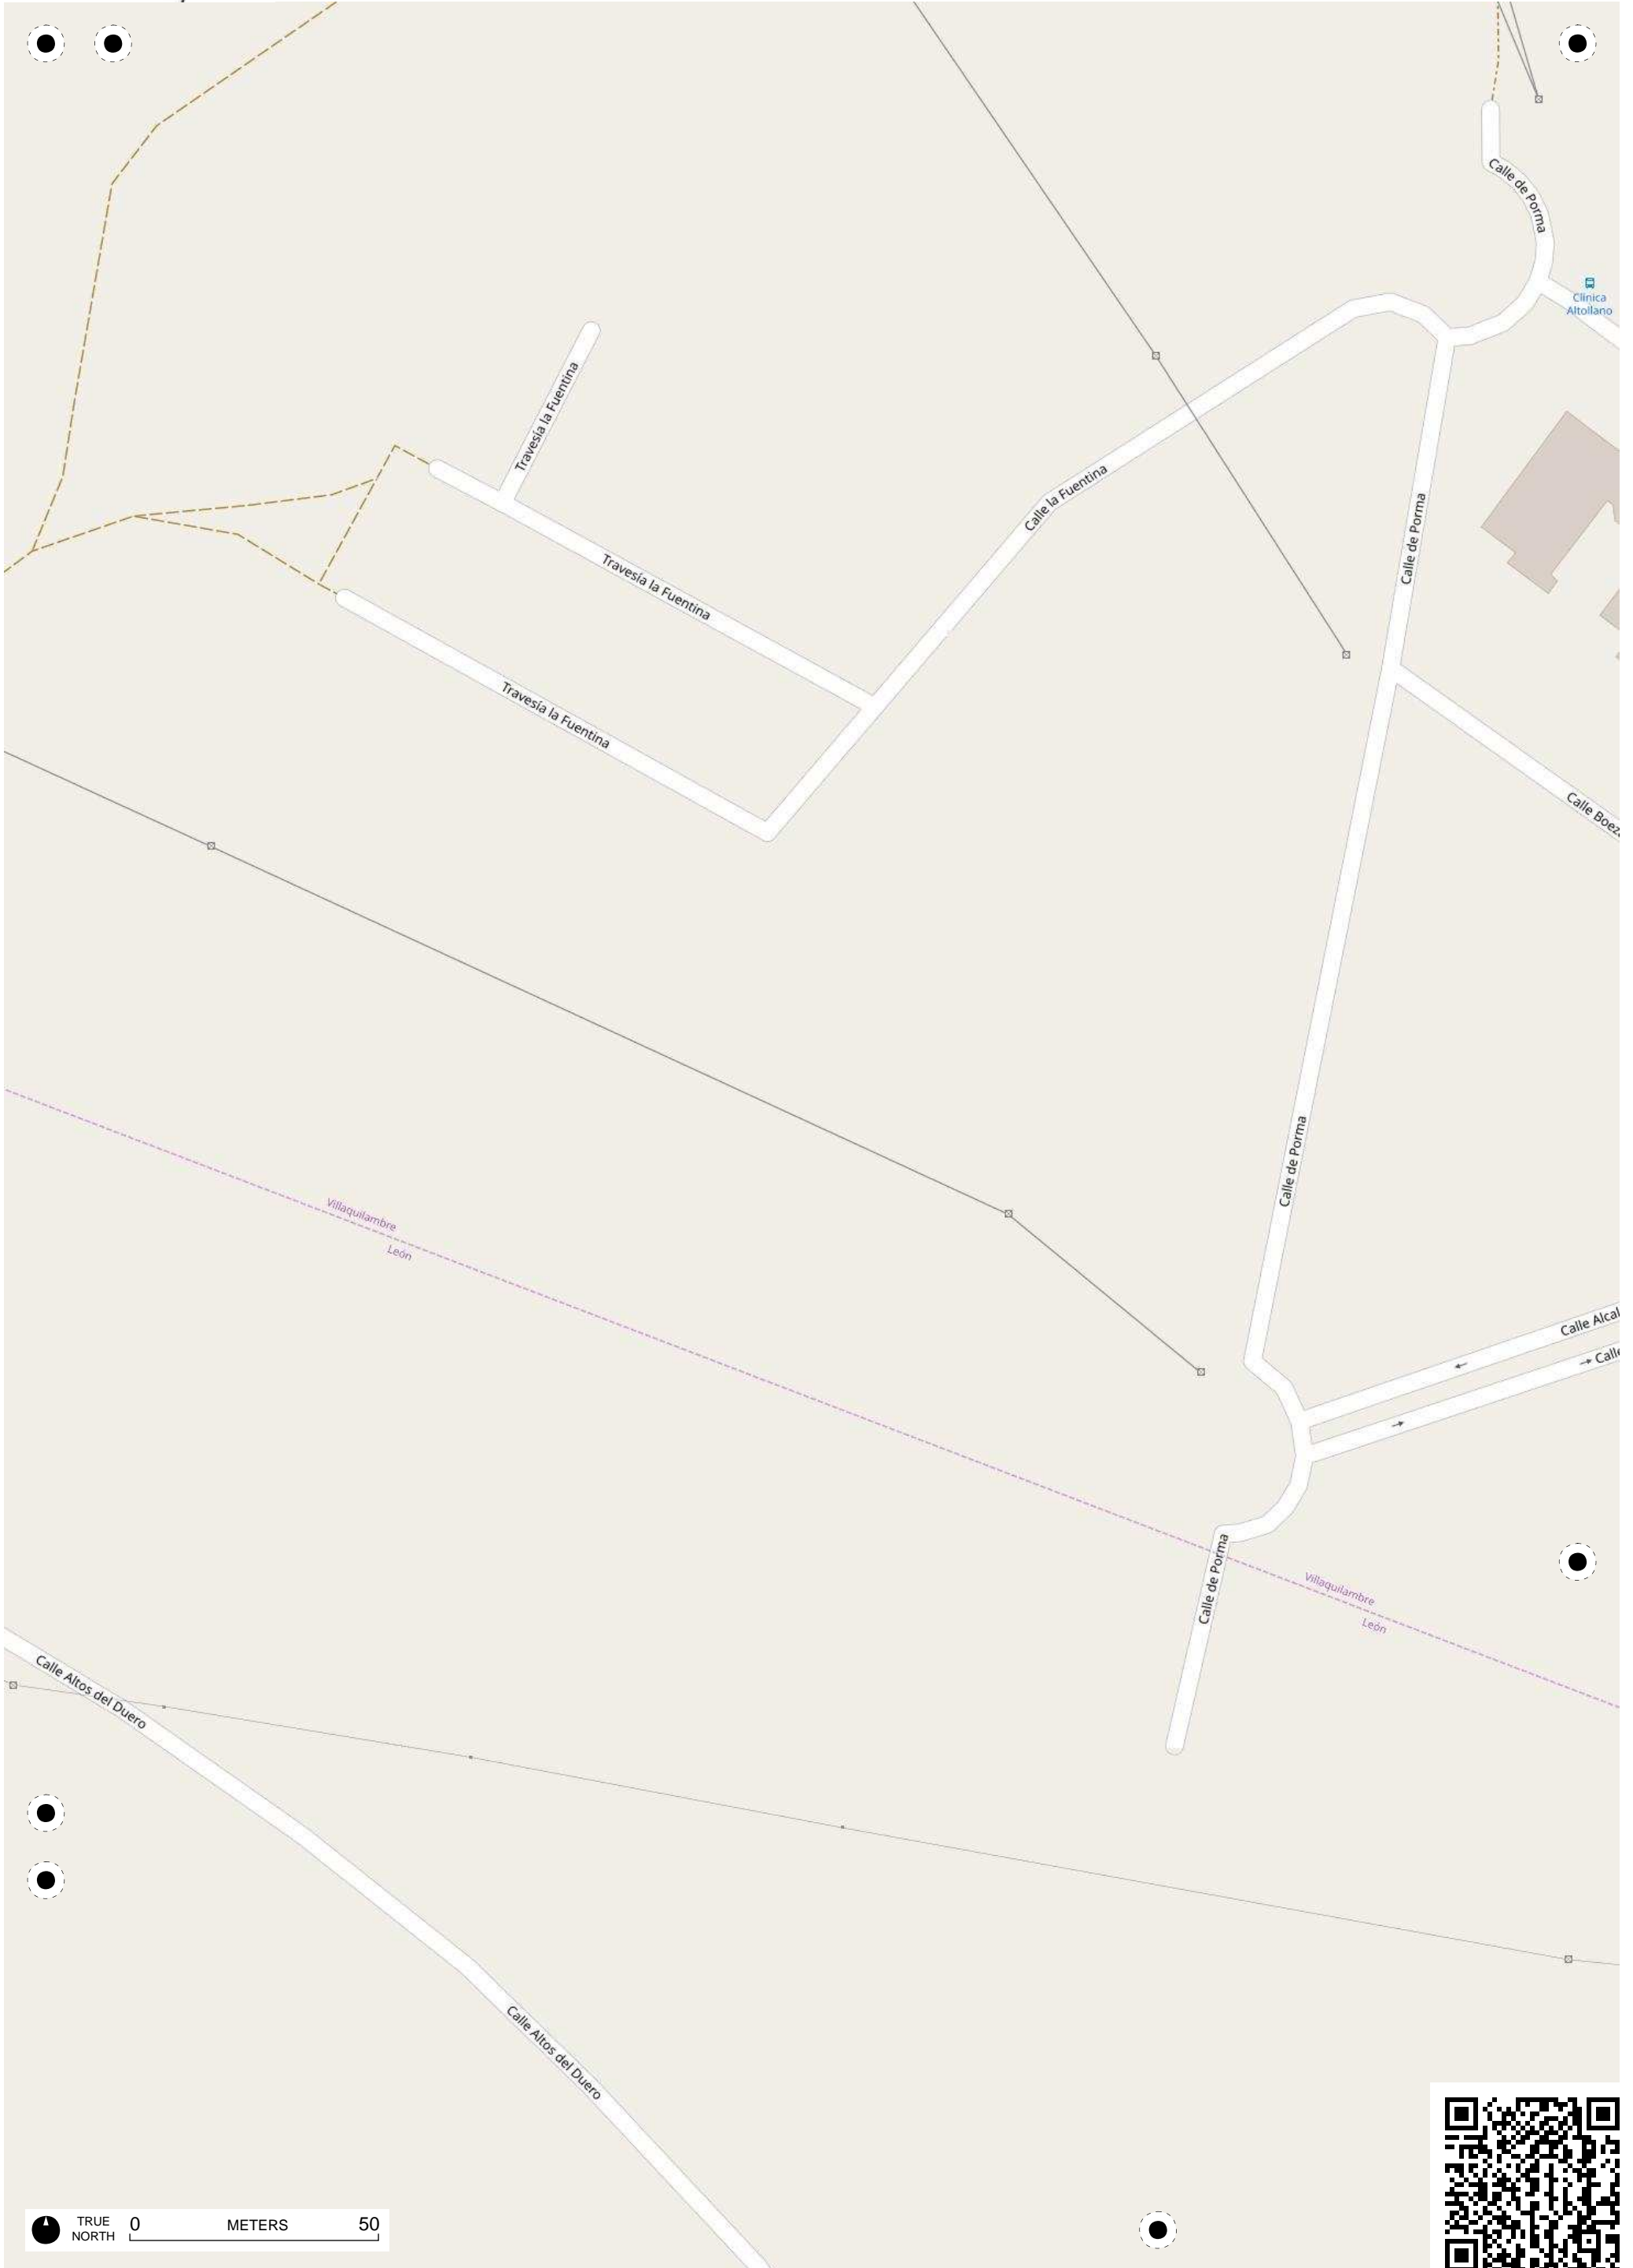 Calle de Porma
Clínica
Altollano
Travesía la Fuentina
Calle la Fuentina
Calle de Porma
Travesía la Fuentina
Travesía la Fuentina
Calle Boez
Calle de Porma
Villaquilambre
León
Calle Alcal
Calle
Calle de Porma
Villaquilambre
León
Calle Altos del Duero
Calle Altos del Duero
TRUE
NORTH
0 METERS 50